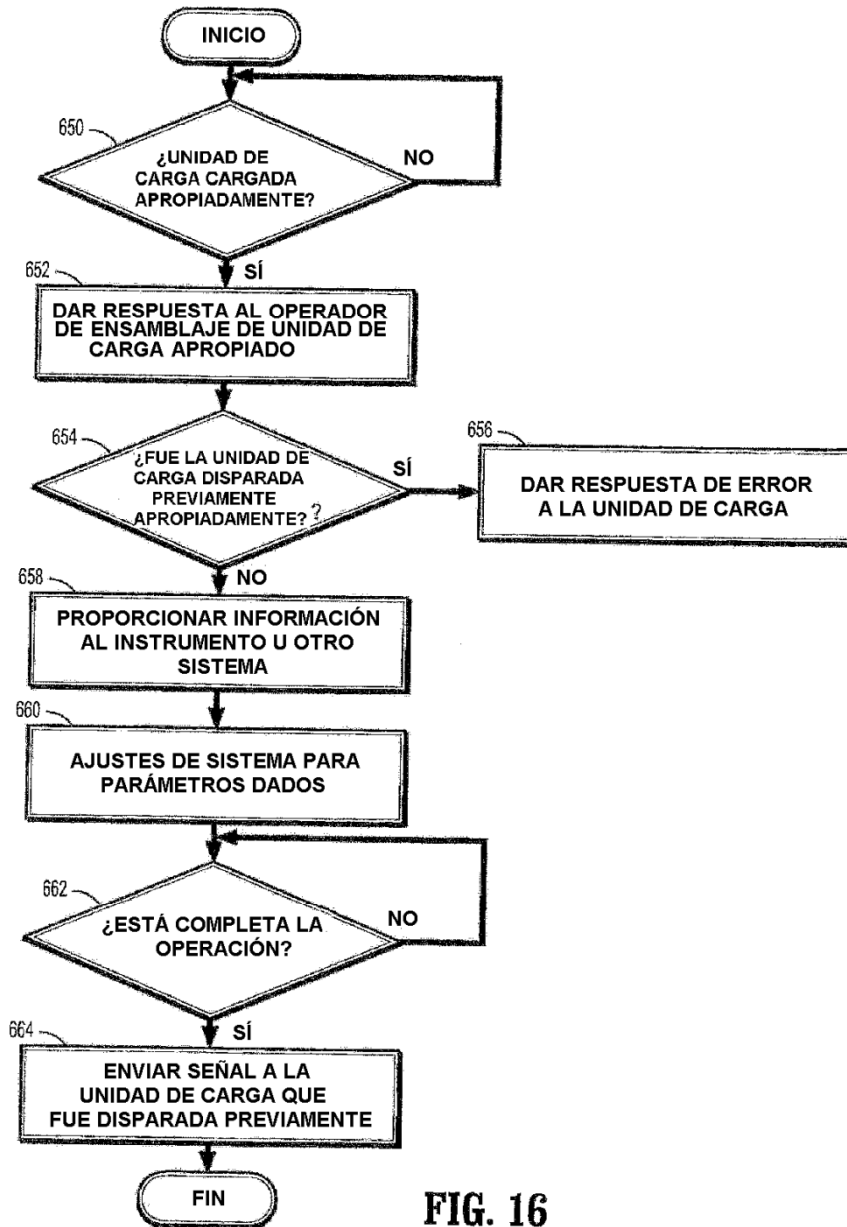 INICIO
650
¿UNIDAD DE
CARGA CARGADA
APROPIADAMENTE?
NO
SÍ
652
DAR RESPUESTA AL OPERADOR
DE ENSAMBLAJE DE UNIDAD DE
CARGA APROPIADO
654
¿FUE LA UNIDAD DE
CARGA DISPARADA
PREVIAMENTE
APROPIADAMENTE? ?
SÍ
656
DAR RESPUESTA DE ERROR
A LA UNIDAD DE CARGA
NO
658
PROPORCIONAR INFORMACIÓN
AL INSTRUMENTO U OTRO
SISTEMA
660
AJUSTES DE SISTEMA PARA
PARÁMETROS DADOS
662
¿ESTÁ COMPLETA LA
OPERACIÓN?
NO
SÍ
664
ENVIAR SEÑAL A LA
UNIDAD DE CARGA QUE
FUE DISPARADA PREVIAMENTE
FIN
FIG. 16